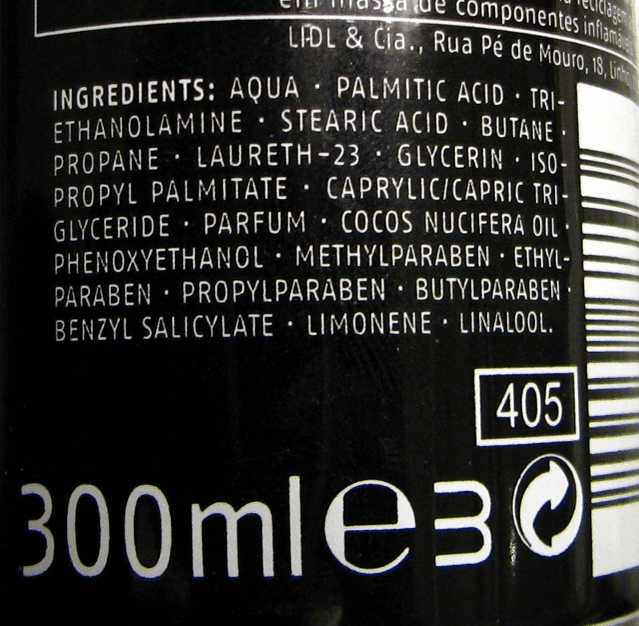 em massa de componentes inflamáveis
LIDL & Cia., Rua Pé de Mouro, 18, Linhó
INGREDIENTS: AQUA · PALMITIC ACID · TRI-
ETHANOLAMINE · STEARIC ACID · BUTANE ·
PROPANE · LAURETH-23 · GLYCERIN · ISO-
PROPYL PALMITATE · CAPRYLIC/CAPRIC TRI-
GLYCERIDE · PARFUM · COCOS NUCIFERA OIL ·
PHENOXYETHANOL · METHYLPARABEN · ETHYL-
PARABEN · PROPYLPARABEN · BUTYLPARABEN ·
BENZYL SALICYLATE · LIMONENE · LINALOOL.
405
300ml e 3